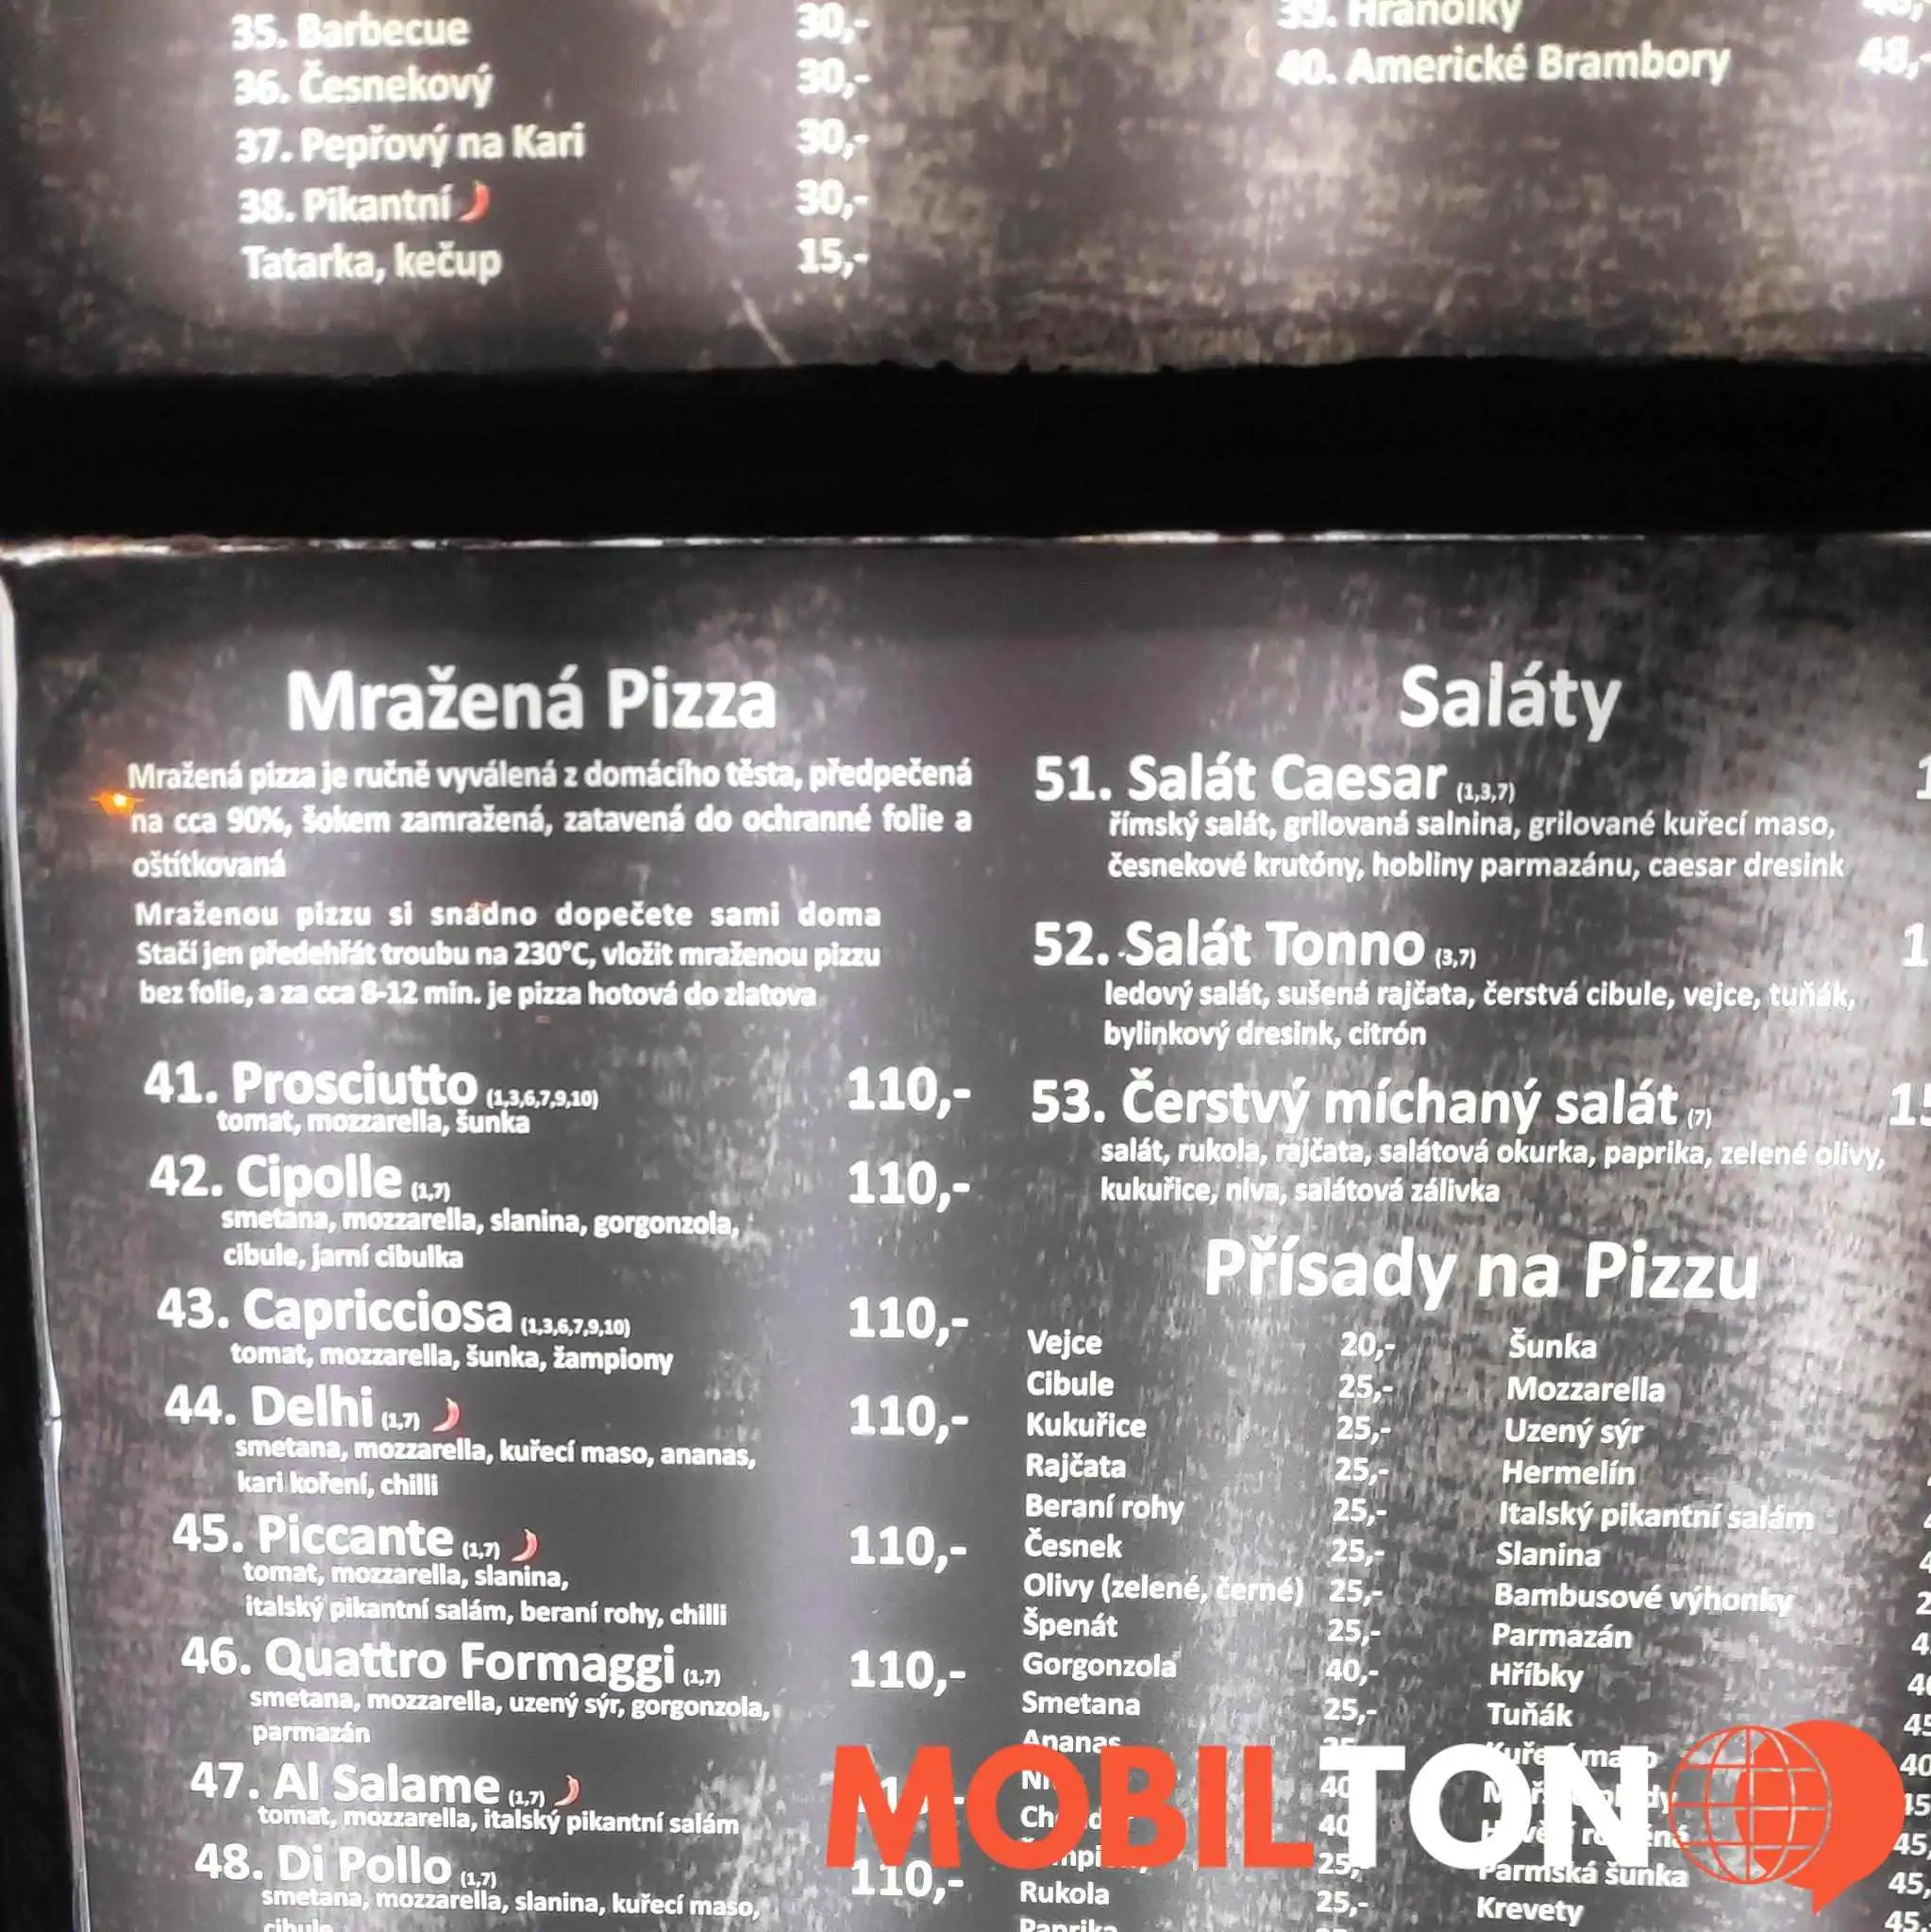 35. Barbecue 30,-
36. Česnekový 30,-
37. Pepřový na Kari 30,-
38. Pikantní 30,-
Tatarka, kečup 15,-
39. Hranolky
40. Americké Brambory 48,-
Mražená Pizza
Mražená pizza je ručně vyválená z domácího těsta, předpečená
na cca 90%, šokem zamražená, zatavená do ochranné folie a
oštítkovaná
Mraženou pizzu si snadno dopečete sami doma
Stačí jen předehřát troubu na 230°C, vložit mraženou pizzu
bez folie, a za cca 8-12 min. je pizza hotová do zlatova
41. Prosciutto (1,3,6,7,9,10) 110,-
tomat, mozzarella, šunka
42. Cipolle (1,7) 110,-
smetana, mozzarella, slanina, gorgonzola,
cibule, jarní cibulka
43. Capricciosa (1,3,6,7,9,10) 110,-
tomat, mozzarella, šunka, žampiony
44. Delhi (1,7) 110,-
smetana, mozzarella, kuřecí maso, ananas,
kari koření, chilli
45. Piccante (1,7) 110,-
tomat, mozzarella, slanina,
italský pikantní salám, beraní rohy, chilli
46. Quattro Formaggi (1,7) 110,-
smetana, mozzarella, uzený sýr, gorgonzola,
parmazán
47. Al Salame (1,7)
tomat, mozzarella, italský pikantní salám
48. Di Pollo (1,7) 110,-
smetana, mozzarella, slanina, kuřecí maso,
cibule
Saláty
51. Salát Caesar (1,3,7)
římský salát, grilovaná salnina, grilované kuřecí maso,
česnekové krutóny, hobliny parmazánu, caesar dresink
52. Salát Tonno (3,7)
ledový salát, sušená rajčata, čerstvá cibule, vejce, tuňák,
bylinkový dresink, citrón
53. Čerstvý míchaný salát (7)
salát, rukola, rajčata, salátová okurka, paprika, zelené olivy,
kukuřice, niva, salátová zálivka
Přísady na Pizzu
Vejce 20,- Šunka
Cibule 25,- Mozzarella
Kukuřice 25,- Uzený sýr
Rajčata 25,- Hermelín
Beraní rohy 25,- Italský pikantní salám
Česnek 25,- Slanina
Olivy (zelené, černé) 25,- Bambusové výhonky
Špenát 25,- Parmazán
Gorgonzola 40,- Hříbky
Smetana 25,- Tuňák
Ananas
Parmská šunka 45,
Rukola 25,- Krevety
Paprika
MOBILTON